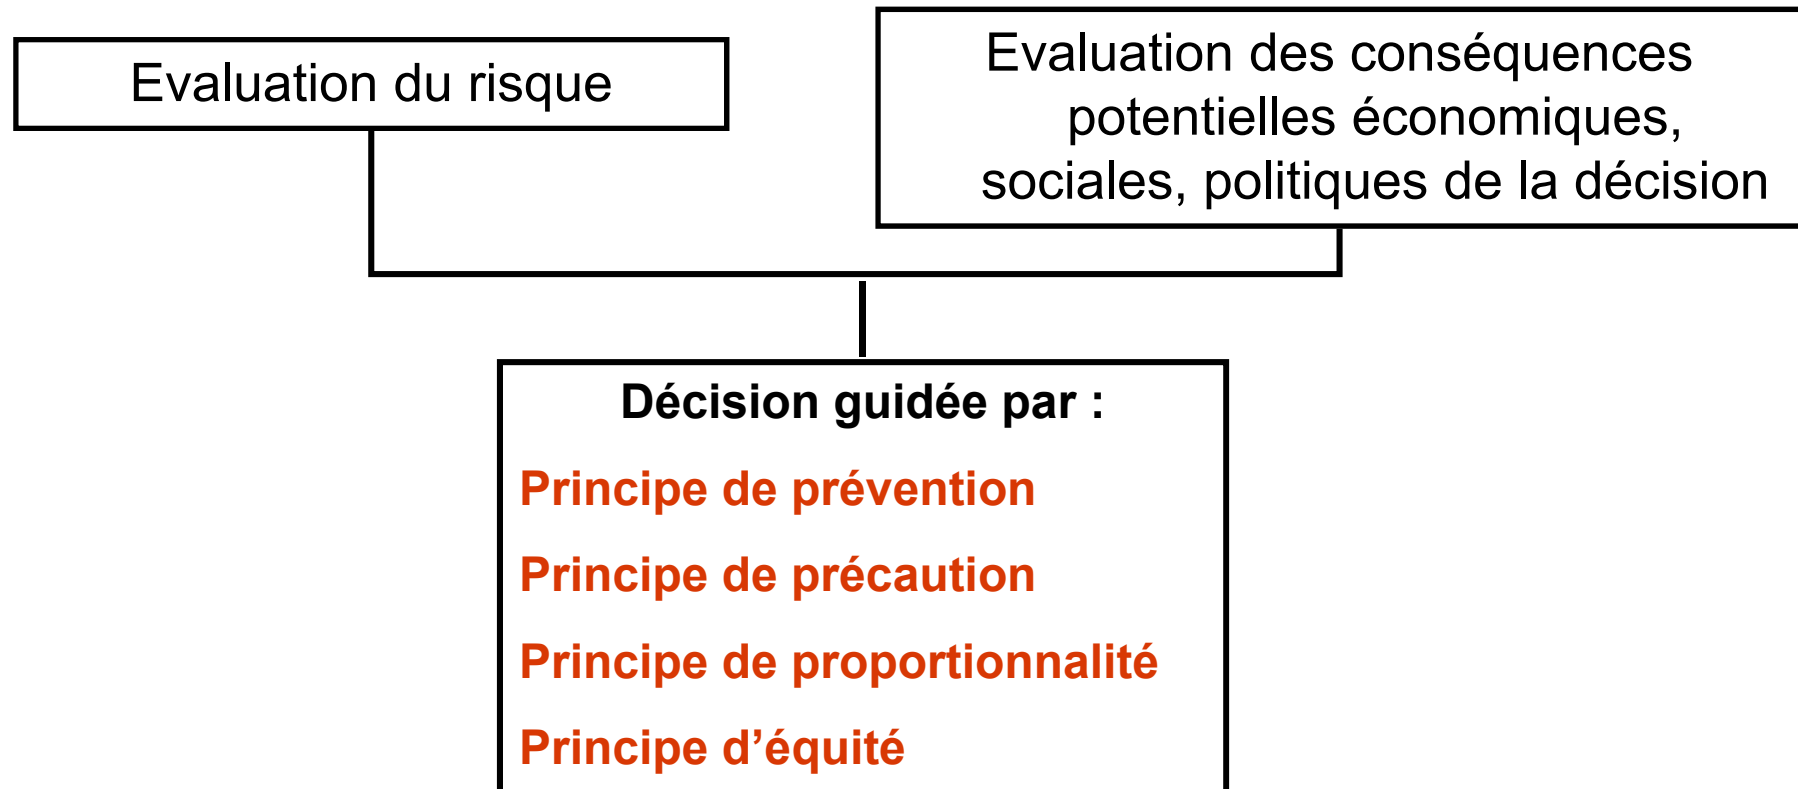 Evaluation du risque
Evaluation des conséquences
potentielles économiques,
sociales, politiques de la décision
Décision guidée par :
Principe de prévention
Principe de précaution
Principe de proportionnalité
Principe d’équité